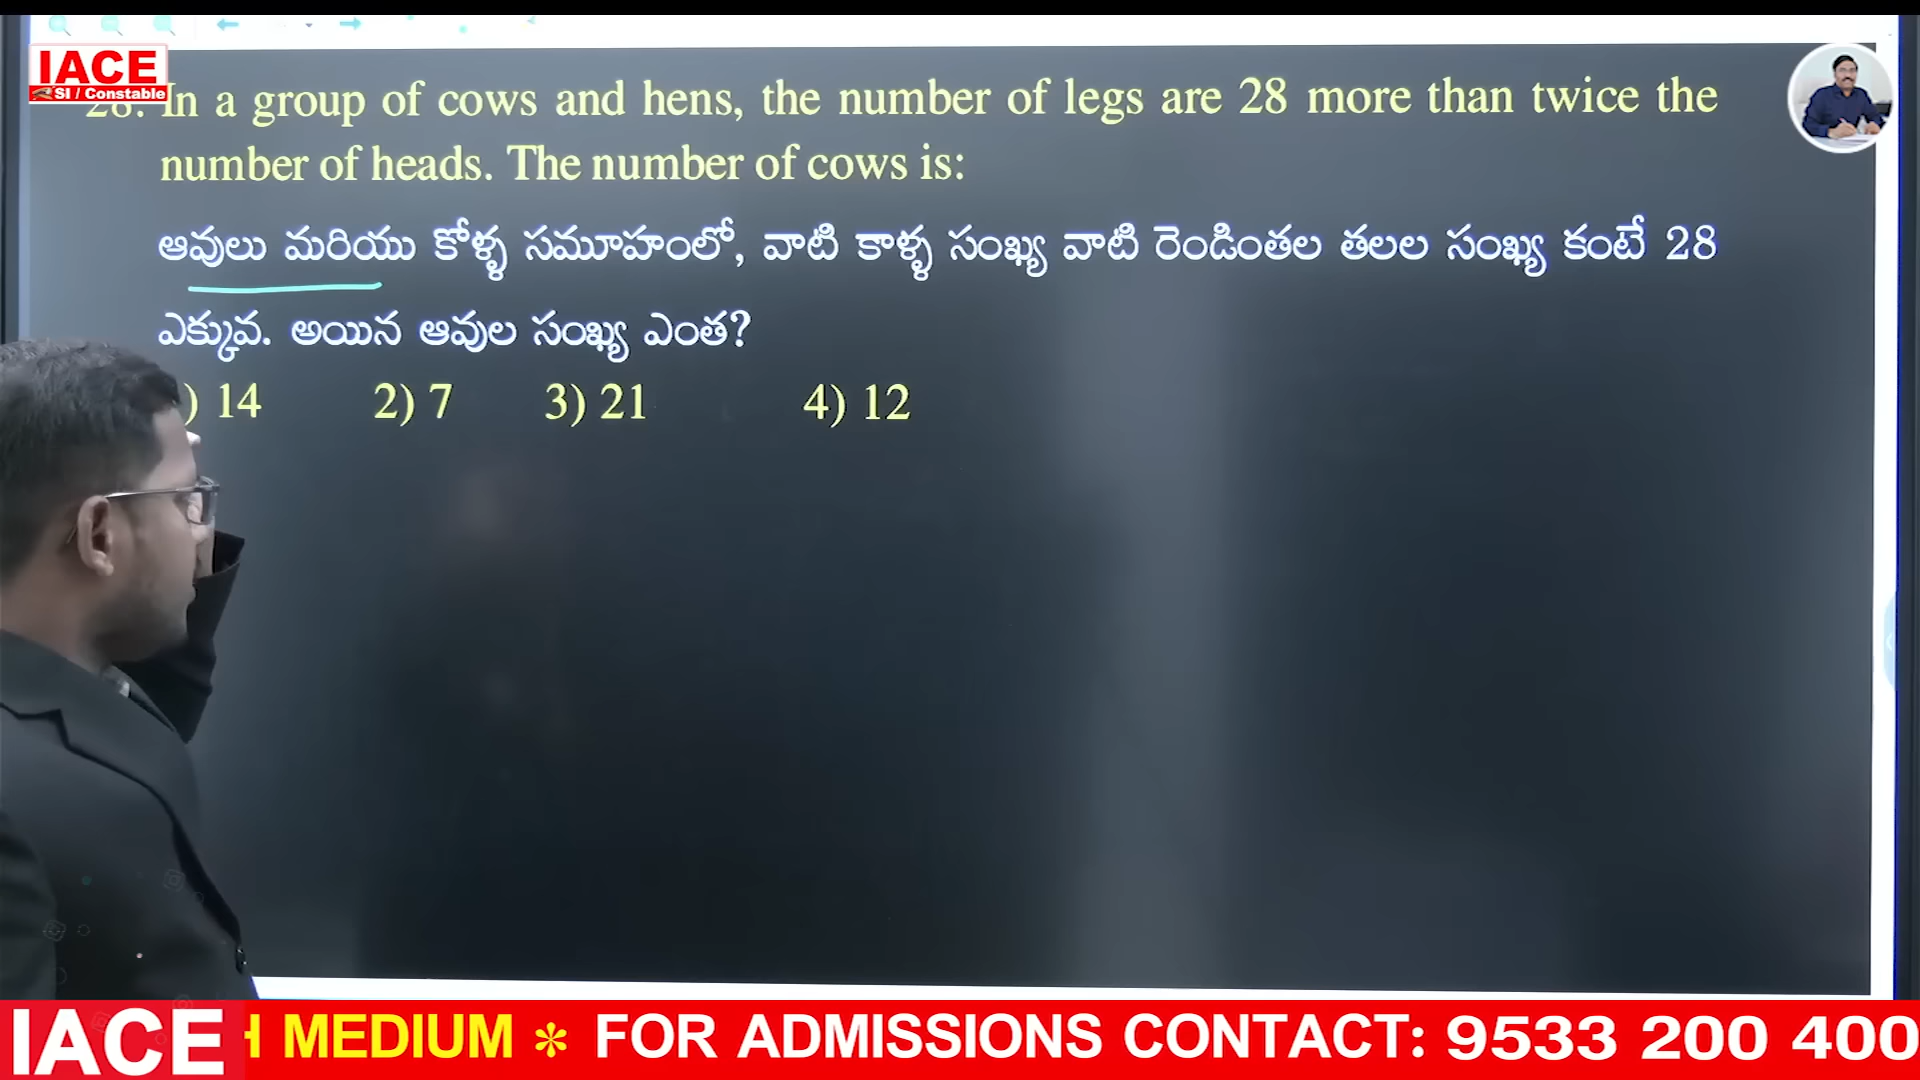 IACE
SI / Constable
28. In a group of cows and hens, the number of legs are 28 more than twice the
number of heads. The number of cows is:
ఆవులు మరియు కోళ్ళ సమూహంలో, వాటి కాళ్ళ సంఖ్య వాటి రెండింతల తలల సంఖ్య కంటే 28
ఎక్కువ. అయిన ఆవుల సంఖ్య ఎంత?
) 14 2) 7 3) 21 4) 12
IACE H MEDIUM * FOR ADMISSIONS CONTACT: 9533 200 400